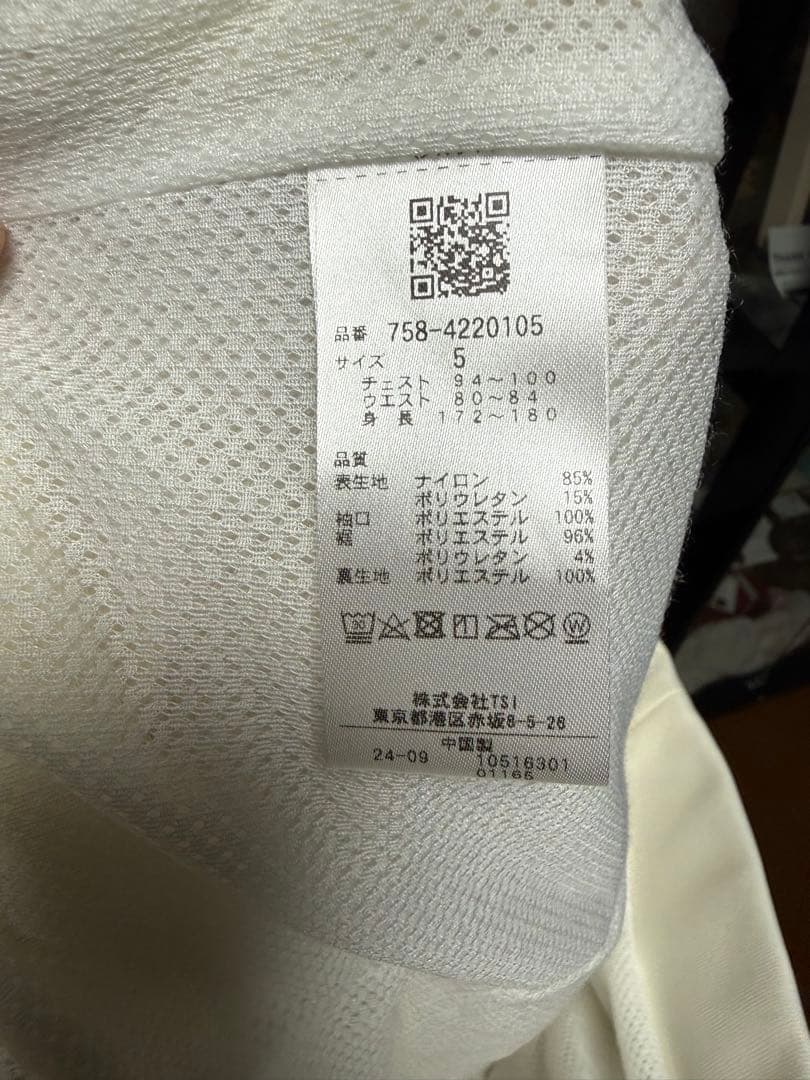 品番 758-4220105
サイズ 5
チェスト 94～100
ウエスト 80～84
身長 172～180
品質
表生地 ナイロン 85%
ポリウレタン 15%
袖口 ポリエステル 100%
裾 ポリエステル 96%
ポリウレタン 4%
裏生地 ポリエステル 100%
30
W
株式会社TSI
東京都港区赤坂8-5-26
中国製
24-09 10516301
01165